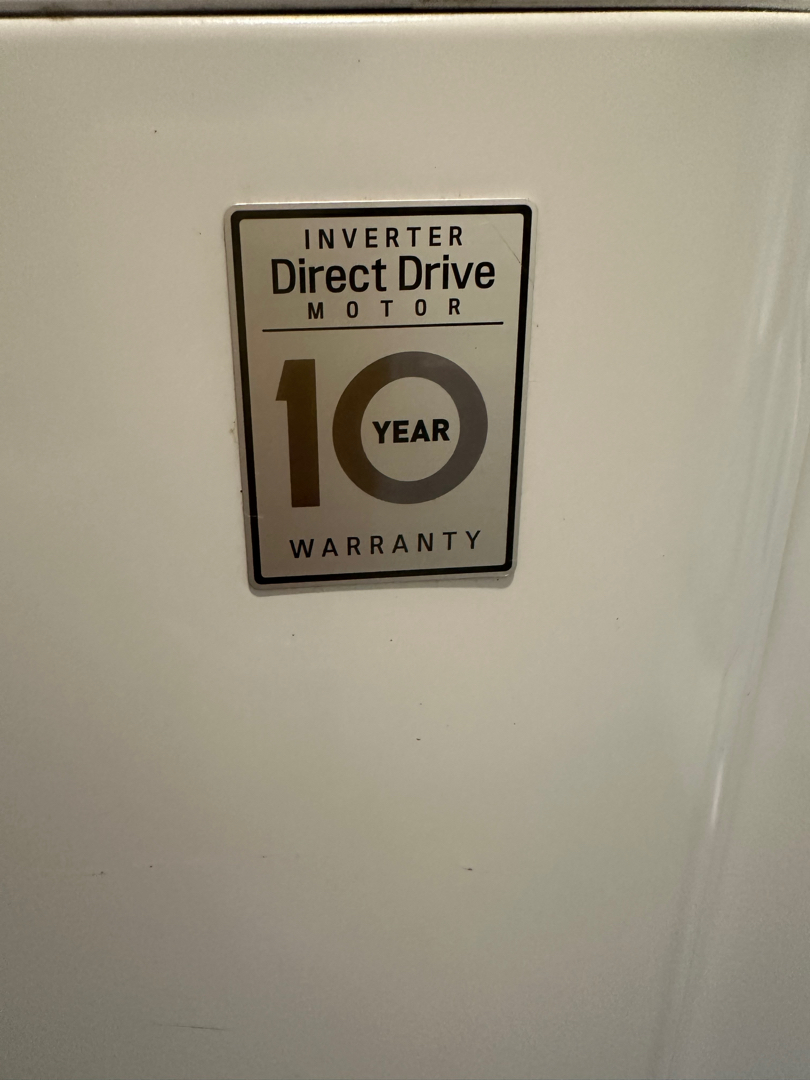 INVERTER
Direct Drive
MOTOR
10
YEAR
WARRANTY